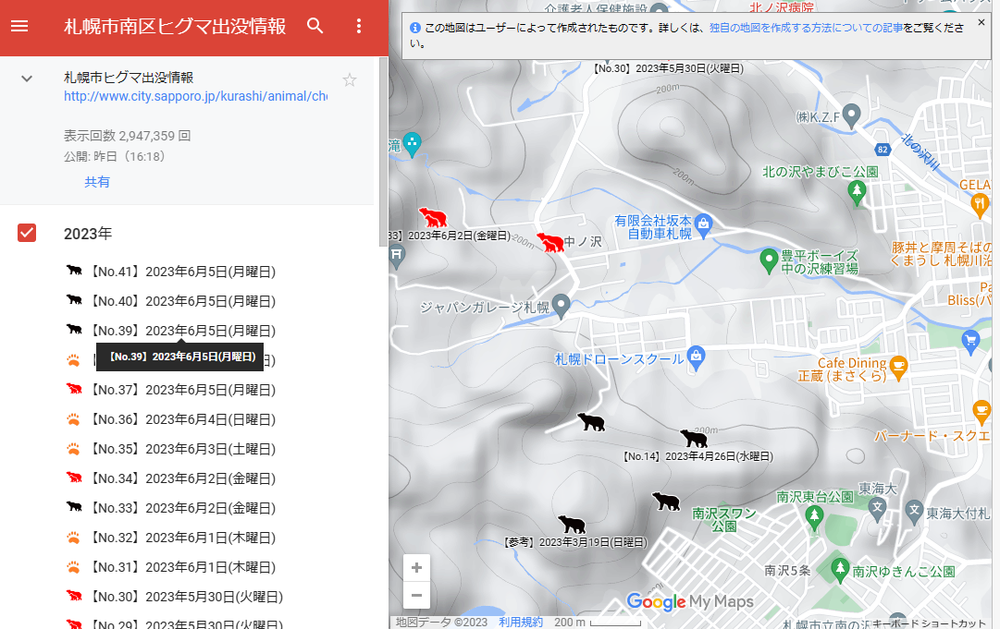 札幌市南区ヒグマ出没情報
札幌市ヒグマ出没情報
http://www.city.sapporo.jp/kurashi/animal/ch
表示回数 2,947,359 回
公開: 昨日（16:18）
共有
2023年
【No.41】2023年6月5日(月曜日)
【No.40】2023年6月5日(月曜日)
【No.39】2023年6月5日(月曜日)
【No.39】2023年6月5日(月曜日)
【No.37】2023年6月5日(月曜日)
【No.36】2023年6月4日(日曜日)
【No.35】2023年6月3日(土曜日)
【No.34】2023年6月2日(金曜日)
【No.33】2023年6月2日(金曜日)
【No.32】2023年6月1日(木曜日)
【No.31】2023年6月1日(木曜日)
【No.30】2023年5月30日(火曜日)
【No.29】2023年5月30日(火曜日)
介護老人保健施設
北ノ沢病院
この地図はユーザーによって作成されたものです。詳しくは、独自の地図を作成する方法についての記事をご覧くださ
い。
【No.30】2023年5月30日(火曜日)
200m
㈱K.Z.F
滝
82
北の沢川
200m
北の沢やまびこ公園
GELA
33】2023年6月2日(金曜日)
200m
中ノ沢
有限会社坂本
自動車札幌
豊平ボーイズ
中の沢練習場
豚丼と摩周そばの
くまうし 札幌川沿
Pa
Bliss(パ
ジャパンガレージ札幌
札幌ドローンスクール
Cafe Dining
正蔵 (まさくら)
バーナード・スクエ
200m
【No.14】2023年4月26日(水曜日)
南沢スワン
公園
南沢東台公園
東海大
東海大付札
【参考】2023年3月19日(日曜日)
南沢5条
南沢ゆきんこ公園
100m
Google My Maps
札幌市立南の
地図データ ©2023
利用規約
200 m
キーボード ショートカット